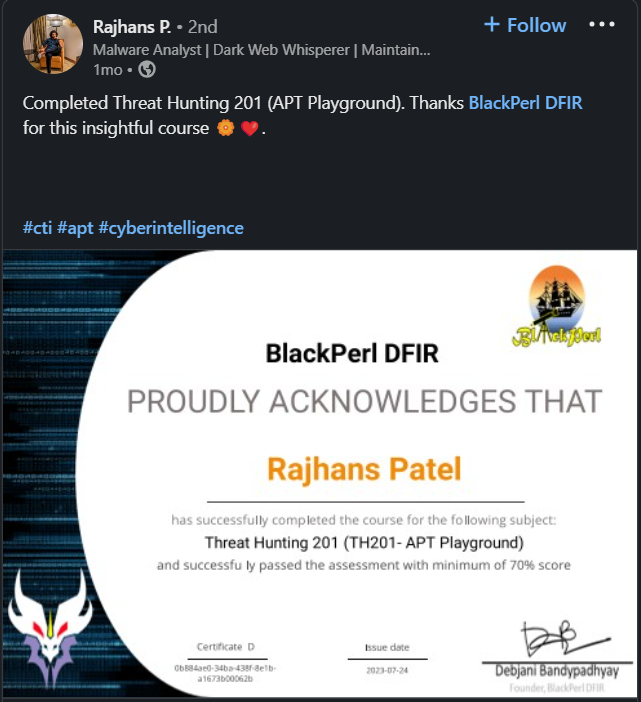 Rajhans P. • 2nd
+ Follow
Malware Analyst | Dark Web Whisperer | Maintain...
1mo •
Completed Threat Hunting 201 (APT Playground). Thanks BlackPerl DFIR
for this insightful course 🏵️ ❤️.
#cti #apt #cyberintelligence
BlackPerl
BlackPerl DFIR
PROUDLY ACKNOWLEDGES THAT
Rajhans Patel
has successfully completed the course for the following subject:
Threat Hunting 201 (TH201- APT Playground)
and successfu ly passed the assessment with minimum of 70% score
Certificate D
0b884ae0-34ba-438f-8e1b-
a1673b00062b
Issue date
2023-07-24
Debjani Bandypadhyay
Founder, BlackPerl DFIR